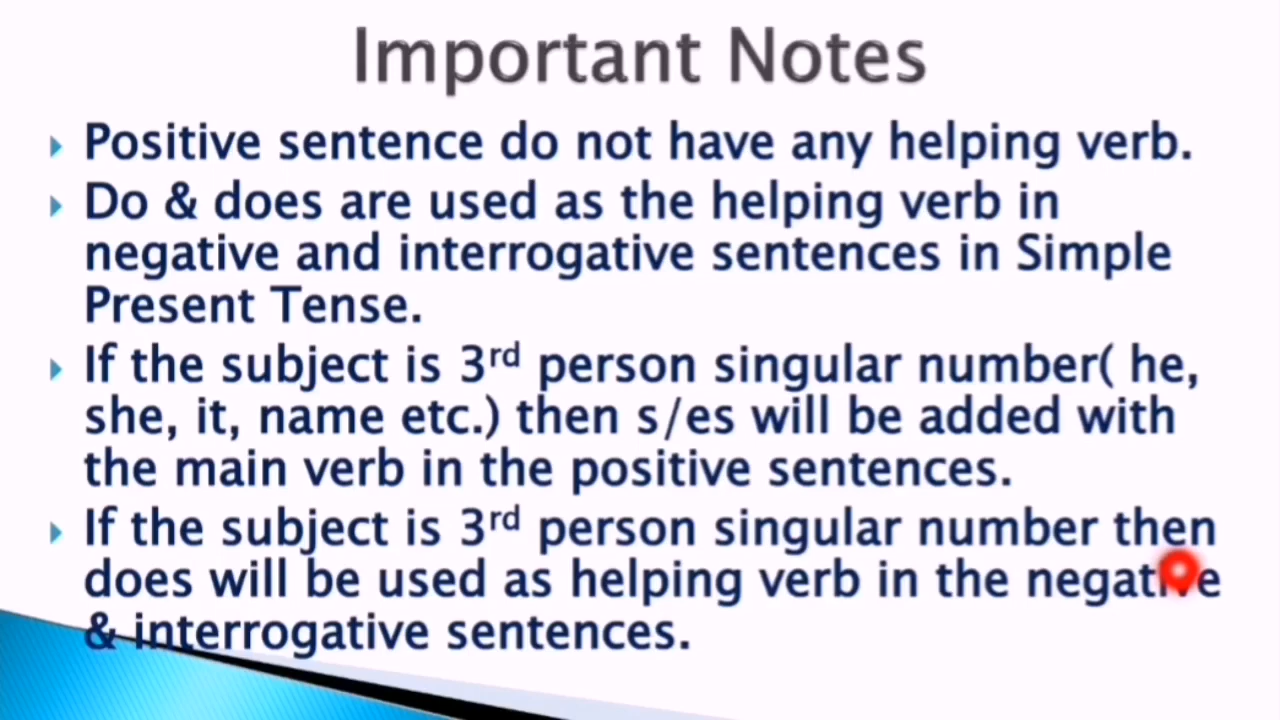 Important Notes
Positive sentence do not have any helping verb.
Do & does are used as the helping verb in
negative and interrogative sentences in Simple
Present Tense.
If the subject is 3rd person singular number( he,
she, it, name etc.) then s/es will be added with
the main verb in the positive sentences.
If the subject is 3rd person singular number then
does will be used as helping verb in the negative
& interrogative sentences.